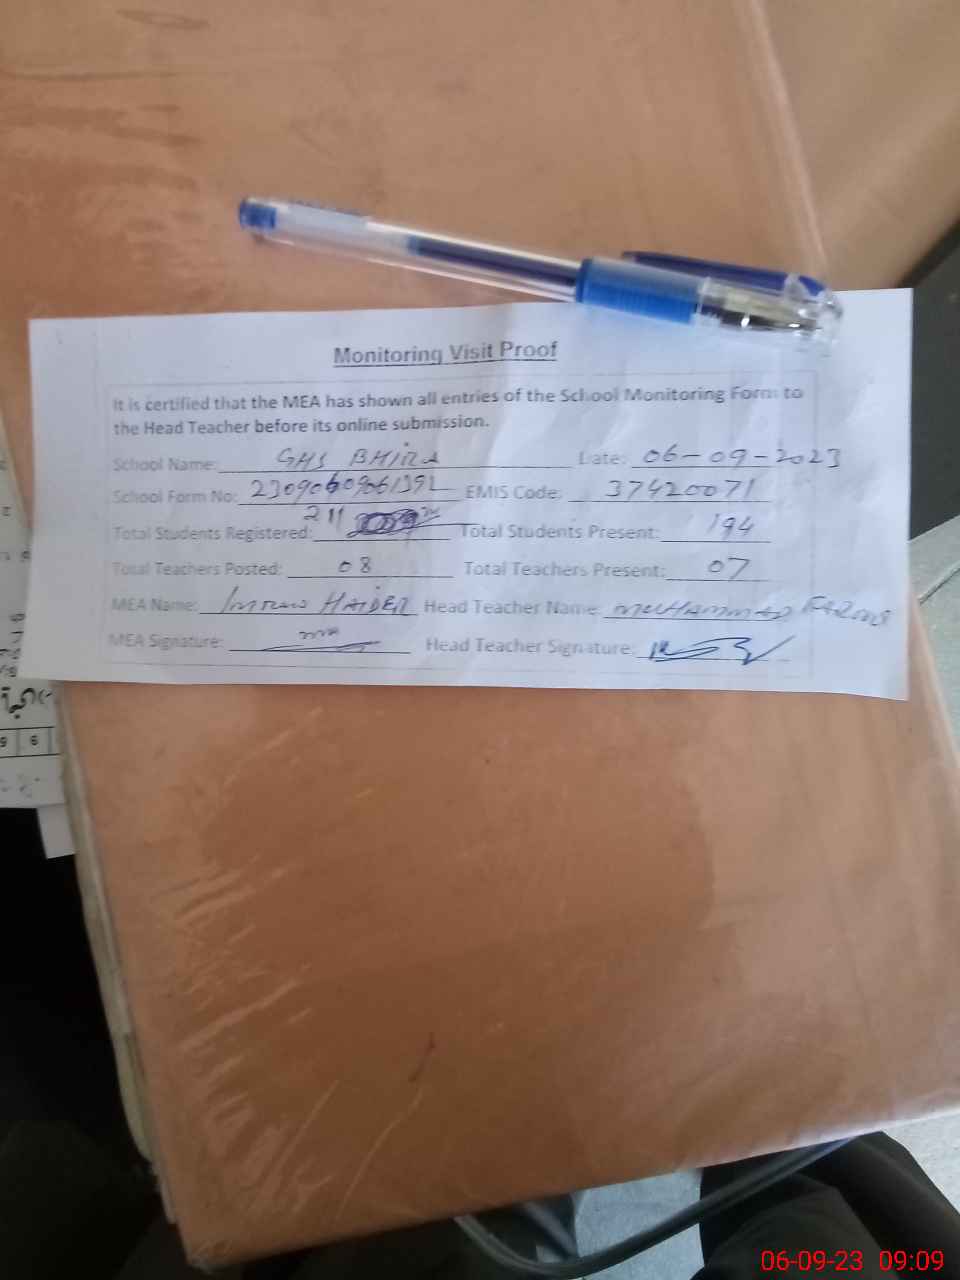 Monitoring Visit Proof
It is certified that the MEA has shown all entries of the School Monitoring Form to
the Head Teacher before its online submission.
School Name: GHS BHIRA Date: 06-09-2023
School Form No: EMIS Code: 37420071
Total Students Registered: 211 Total Students Present: 194
Total Teachers Posted: 08 Total Teachers Present: 07
MEA Name: IMRAN HAIDER Head Teacher Name: MUHAMMAD
MEA Signature: Head Teacher Signature:
9 6
06-09-23 09:09